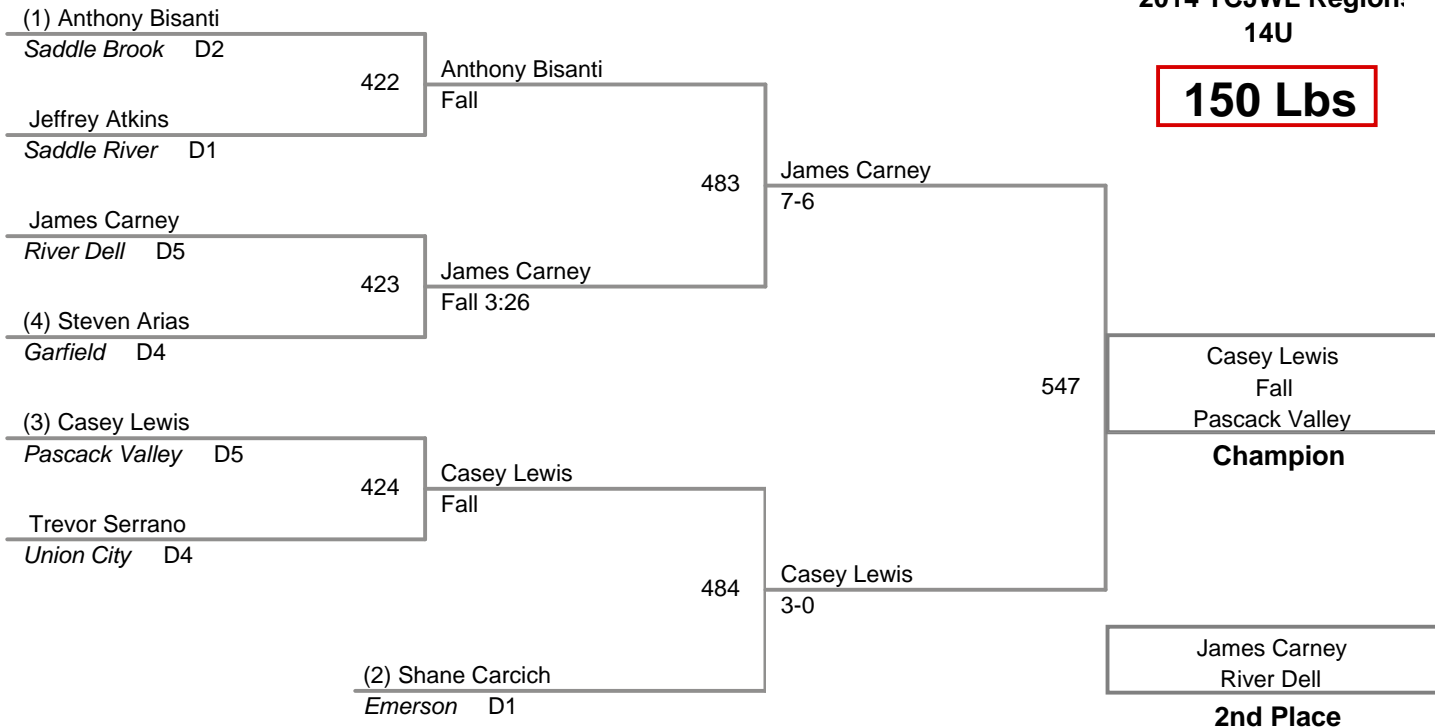 2014 TCJWL Regions
14U
150 Lbs
(1) Anthony Bisanti
Saddle Brook D2
422
Anthony Bisanti
Fall
Jeffrey Atkins
Saddle River D1
483
James Carney
7-6
James Carney
River Dell D5
423
James Carney
Fall 3:26
(4) Steven Arias
Garfield D4
547
Casey Lewis
Fall
Pascack Valley
Champion
(3) Casey Lewis
Pascack Valley D5
424
Casey Lewis
Fall
Trevor Serrano
Union City D4
484
Casey Lewis
3-0
(2) Shane Carcich
Emerson D1
James Carney
River Dell
2nd Place